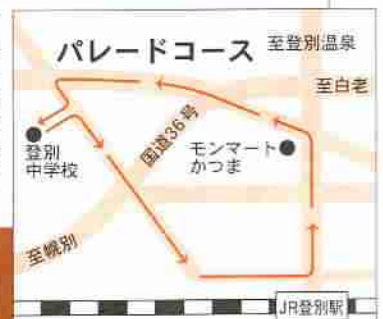 パレードコース
至登別温泉
至白老
国道36号
モンマート
かつま
登別
中学校
至幌別
JR登別駅